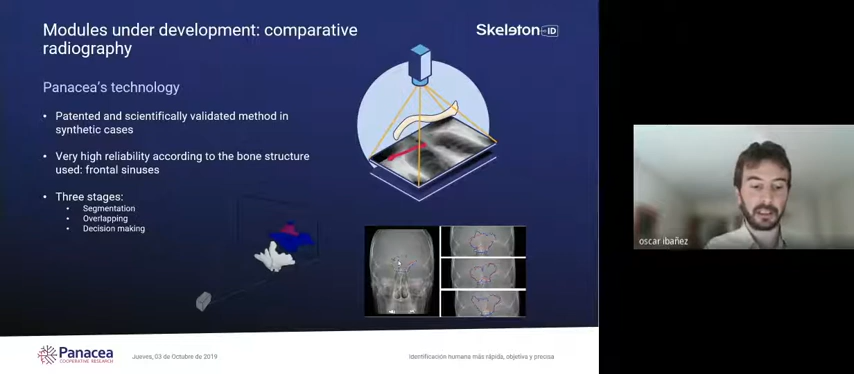 Modules under development: comparative
radiography
Skeleton-ID
Panacea's technology
• Patented and scientifically validated method in
synthetic cases
• Very high reliability according to the bone structure
used: frontal sinuses
• Three stages:
• Segmentation
• Overlapping
• Decision making
oscar ibañez
Panacea
COOPERATIVE RESEARCH
Jueves, 03 de Octubre de 2019
Identificación humana más rápida, objetiva y precisa